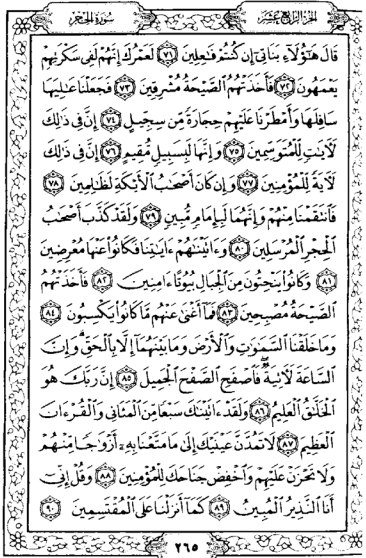 الجزء الرابع عشر
سورة الحجر
قَالَ هَٰٓؤُلَآءِ بَنَاتِىٓ إِن كُنتُمْ فَٰعِلِينَ ٧١ لَعَمْرُكَ إِنَّهُمْ لَفِى سَكْرَتِهِمْ
يَعْمَهُونَ ٧٢ فَأَخَذَتْهُمُ ٱلصَّيْحَةُ مُشْرِقِينَ ٧٣ فَجَعَلْنَا عَٰلِيَهَا
سَافِلَهَا وَأَمْطَرْنَا عَلَيْهِمْ حِجَارَةً مِّن سِجِّيلٍ ٧٤ إِنَّ فِى ذَٰلِكَ
لَءَايَٰتٍ لِّلْمُتَوَسِّمِينَ ٧٥ وَإِنَّهَا لَبِسَبِيلٍ مُّقِيمٍ ٧٦ إِنَّ فِى ذَٰلِكَ
لَءَايَةً لِّلْمُؤْمِنِينَ ٧٧ وَإِن كَانَ أَصْحَٰبُ ٱلْأَيْكَةِ لَظَٰلِمِينَ ٧٨
فَٱنتَقَمْنَا مِنْهُمْ وَإِنَّهُمَا لَبِإِمَامٍ مُّبِينٍ ٧٩ وَلَقَدْ كَذَّبَ أَصْحَٰبُ
ٱلْحِجْرِ ٱلْمُرْسَلِينَ ٨٠ وَءَاتَيْنَٰهُمْ ءَايَٰتِنَا فَكَانُوا۟ عَنْهَا مُعْرِضِينَ
٨١ وَكَانُوا۟ يَنْحِتُونَ مِنَ ٱلْجِبَالِ بُيُوتًا ءَامِنِينَ ٨٢ فَأَخَذَتْهُمُ
ٱلصَّيْحَةُ مُصْبِحِينَ ٨٣ فَمَآ أَغْنَىٰ عَنْهُم مَّا كَانُوا۟ يَكْسِبُونَ ٨٤
وَمَا خَلَقْنَا ٱلسَّمَٰوَٰتِ وَٱلْأَرْضَ وَمَا بَيْنَهُمَآ إِلَّا بِٱلْحَقِّ ۗ وَإِنَّ
ٱلسَّاعَةَ لَءَاتِيَةٌ ۖ فَٱصْفَحِ ٱلصَّفْحَ ٱلْجَمِيلَ ٨٥ إِنَّ رَبَّكَ هُوَ
ٱلْخَلَّٰقُ ٱلْعَلِيمُ ٨٦ وَلَقَدْ ءَاتَيْنَٰكَ سَبْعًا مِّنَ ٱلْمَثَانِى وَٱلْقُرْءَانَ
ٱلْعَظِيمَ ٨٧ لَا تَمُدَّنَّ عَيْنَيْكَ إِلَىٰ مَا مَتَّعْنَا بِهِۦٓ أَزْوَٰجًا مِّنْهُمْ
وَلَا تَحْزَنْ عَلَيْهِمْ وَٱخْفِضْ جَنَاحَكَ لِلْمُؤْمِنِينَ ٨٨ وَقُلْ إِنِّىٓ
أَنَا ٱلنَّذِيرُ ٱلْمُبِينُ ٨٩ كَمَآ أَنزَلْنَا عَلَى ٱلْمُقْتَسِمِينَ ٩٠
٢٦٥